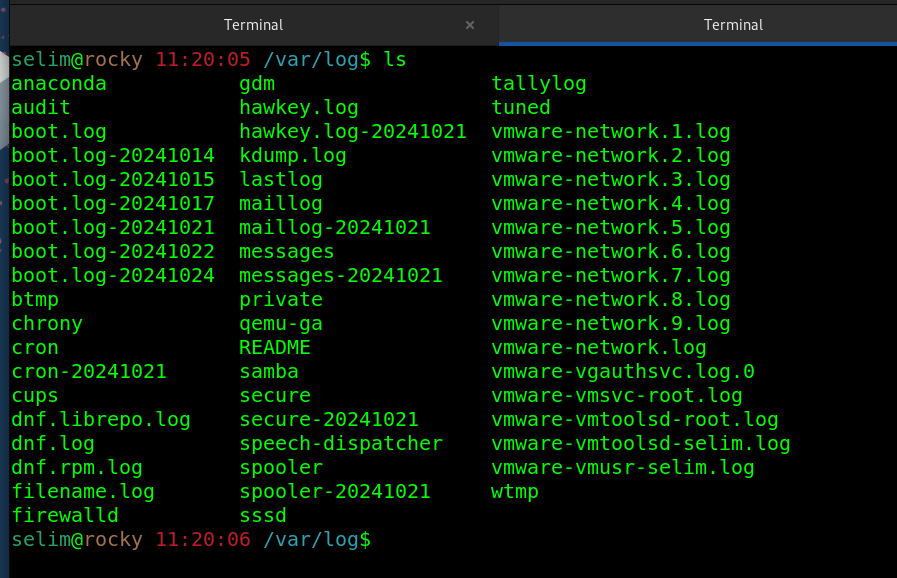 Terminal × Terminal
selim@rocky 11:20:05 /var/log$ ls
anaconda gdm tallylog
audit hawkey.log tuned
boot.log hawkey.log-20241021 vmware-network.1.log
boot.log-20241014 kdump.log vmware-network.2.log
boot.log-20241015 lastlog vmware-network.3.log
boot.log-20241017 maillog vmware-network.4.log
boot.log-20241021 maillog-20241021 vmware-network.5.log
boot.log-20241022 messages vmware-network.6.log
boot.log-20241024 messages-20241021 vmware-network.7.log
btmp private vmware-network.8.log
chrony qemu-ga vmware-network.9.log
cron README vmware-network.log
cron-20241021 samba vmware-vgauthsvc.log.0
cups secure vmware-vmsvc-root.log
dnf.librepo.log secure-20241021 vmware-vmtoolsd-root.log
dnf.log speech-dispatcher vmware-vmtoolsd-selim.log
dnf.rpm.log spooler vmware-vmusr-selim.log
filename.log spooler-20241021 wtmp
firewalld sssd
selim@rocky 11:20:06 /var/log$